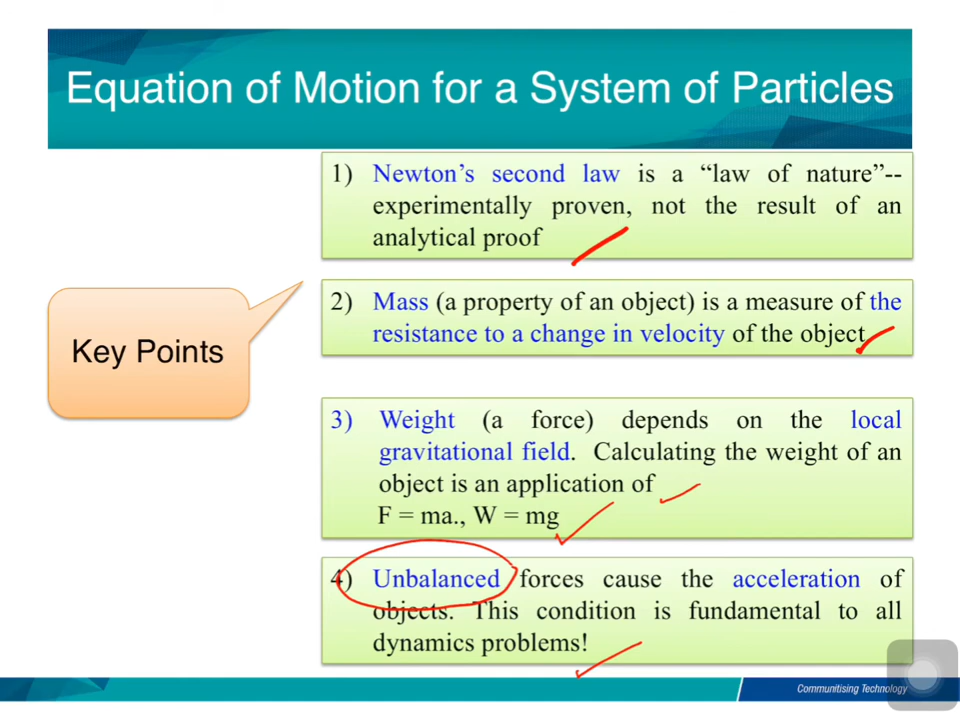 Equation of Motion for a System of Particles
1) Newton’s second law is a “law of nature”--
experimentally proven, not the result of an
analytical proof
Key Points
2) Mass (a property of an object) is a measure of the
resistance to a change in velocity of the object
3) Weight (a force) depends on the local
gravitational field. Calculating the weight of an
object is an application of
F = ma., W = mg
4) Unbalanced forces cause the acceleration of
objects. This condition is fundamental to all
dynamics problems!
Communitising Technology